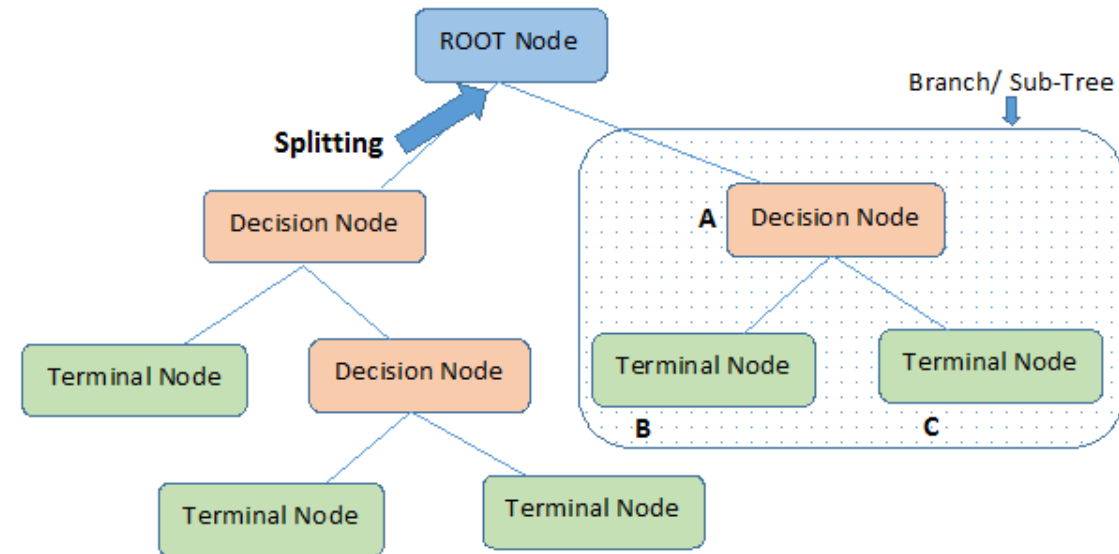 ROOT Node
Branch/ Sub-Tree
Splitting
Decision Node
A
Decision Node
Terminal Node
Decision Node
Terminal Node
Terminal Node
B
C
Terminal Node
Terminal Node